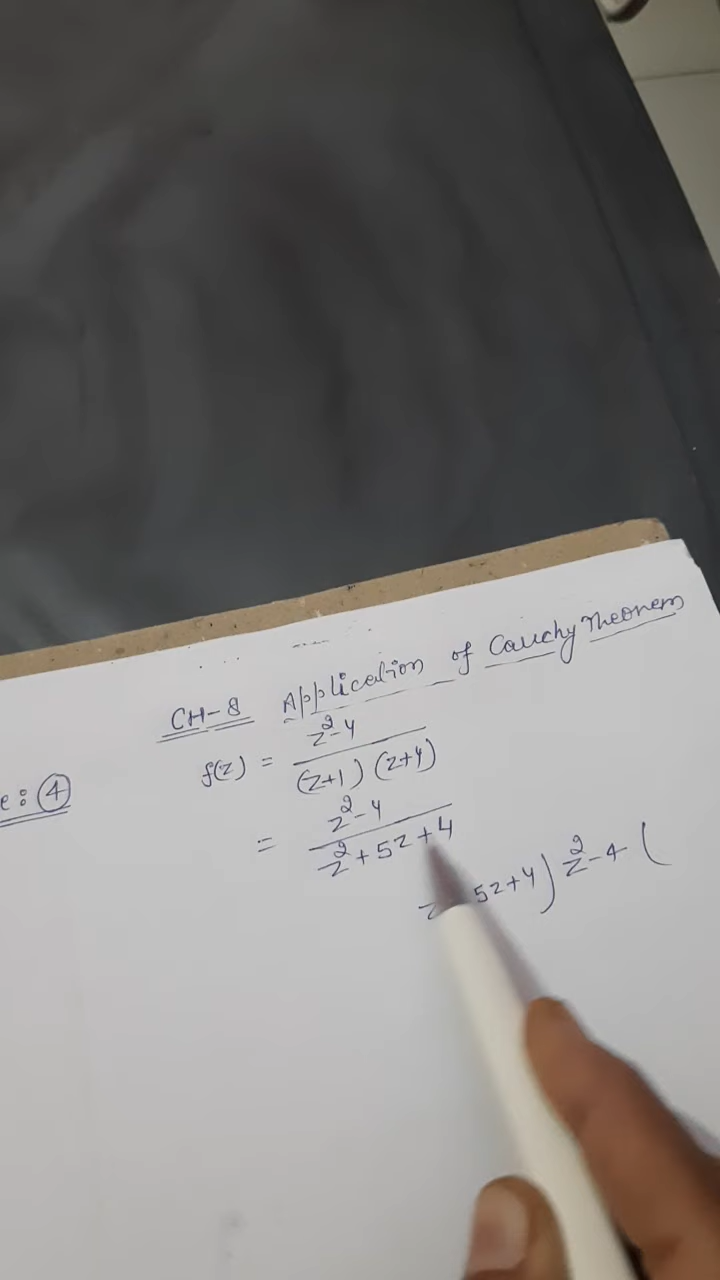 CH-8 Application of Cauchy Theorem
f(z) = z² - 4 / (z+1) (z+4)
e : ④
= z² - 4 / z² + 5z + 4
5z+4) z² - 4 (